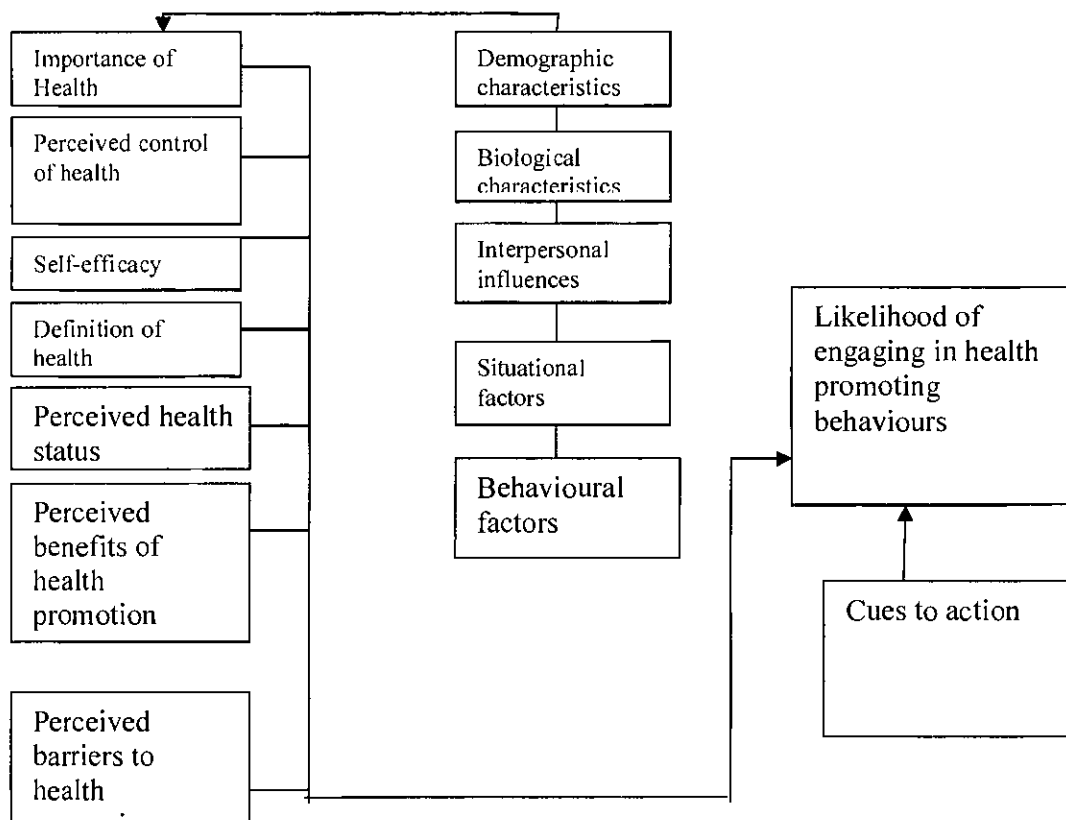 Importance of
Health
Perceived control
of health
Self-efficacy
Definition of
health
Perceived health
status
Perceived
benefits of
health
promotion
Perceived
barriers to
health
Demographic
characteristics
Biological
characteristics
Interpersonal
influences
Situational
factors
Behavioural
factors
Likelihood of
engaging in health
promoting
behaviours
Cues to action